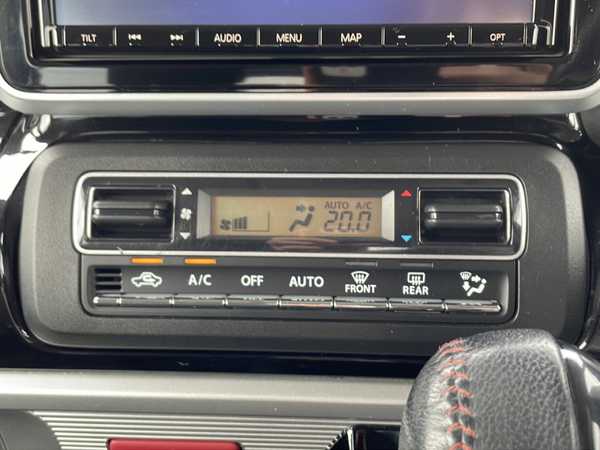 TILT AUDIO MENU MAP - + OPT
AUTO A/C
20.0
A/C OFF AUTO FRONT REAR